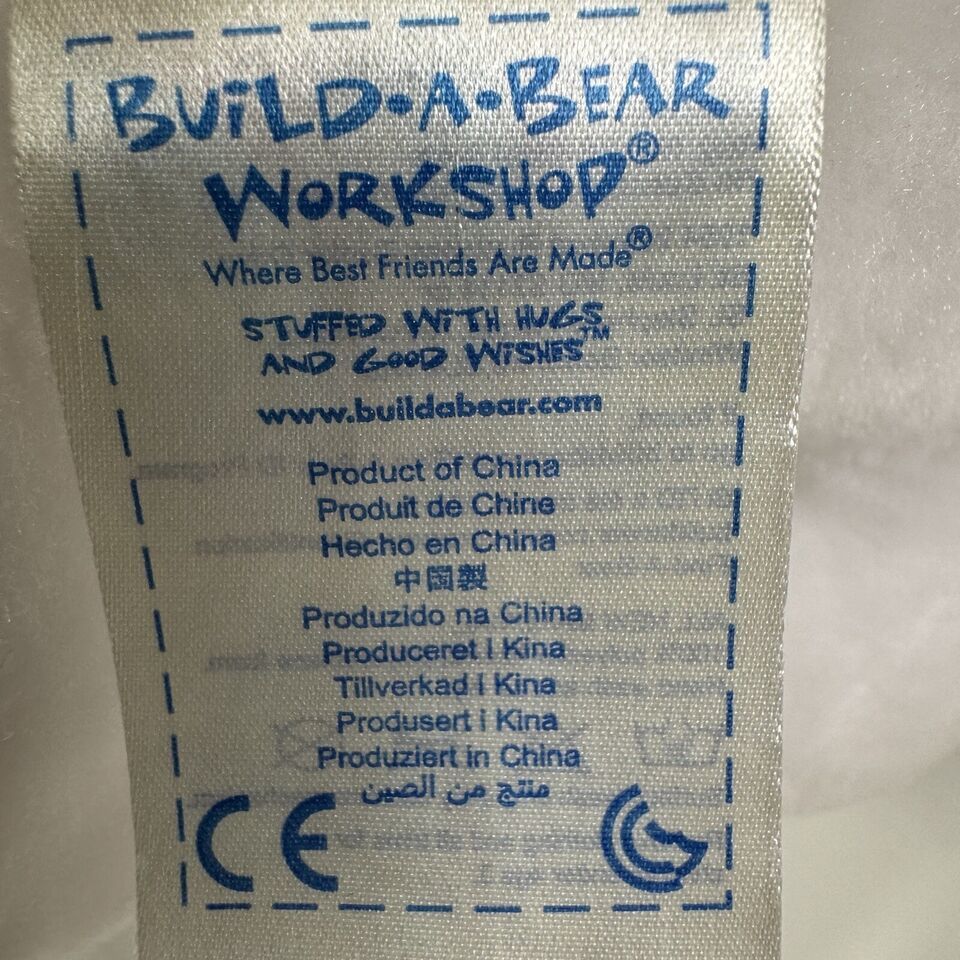 BUiLD•A•BEAR
WORKSHOP®
Where Best Friends Are Made®
STUFFED WiTH HUGS
AND GOOD WiSHES™
www.buildabear.com
Product of China
Produit de Chine
Hecho en China
中國製
Produzido na China
Produceret i Kina
Tillverkad i Kina
Produsert i Kina
Produziert in China
منتج من الصين
CE